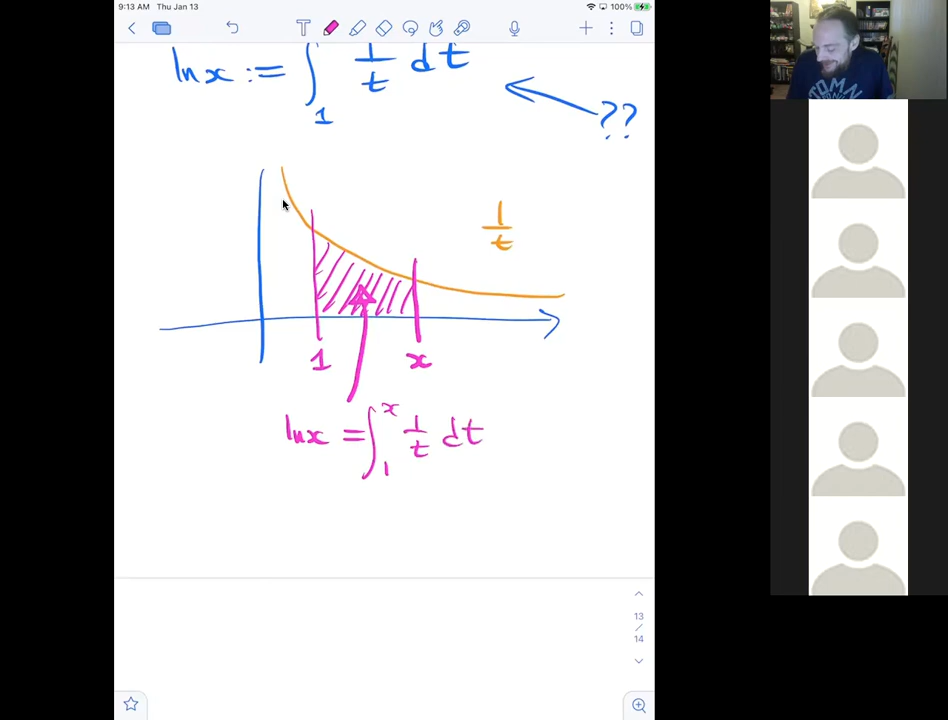 9:13 AM Thu Jan 13
100%
ln x := ∫₁ 1/t dt
??
1/t
1 x
ln x = ∫₁ˣ 1/t dt
13
/
14